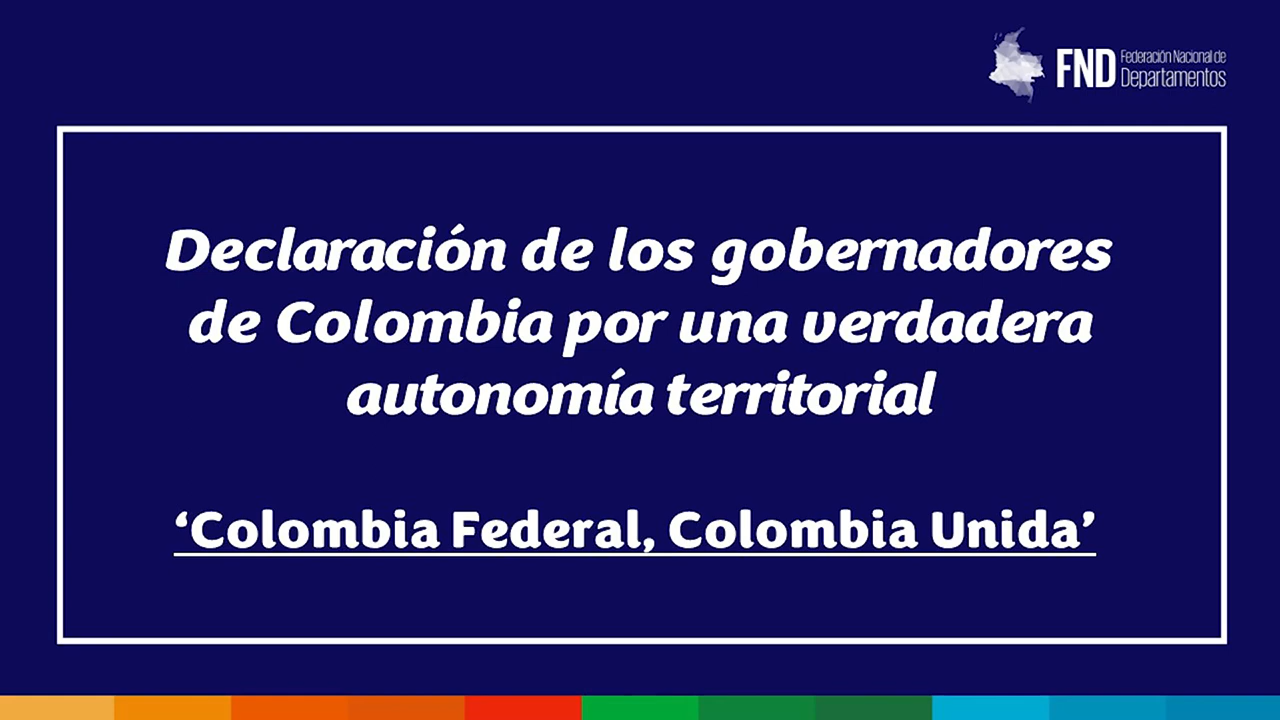 FND
Federación Nacional de
Departamentos
Declaración de los gobernadores
de Colombia por una verdadera
autonomía territorial
‘Colombia Federal, Colombia Unida’